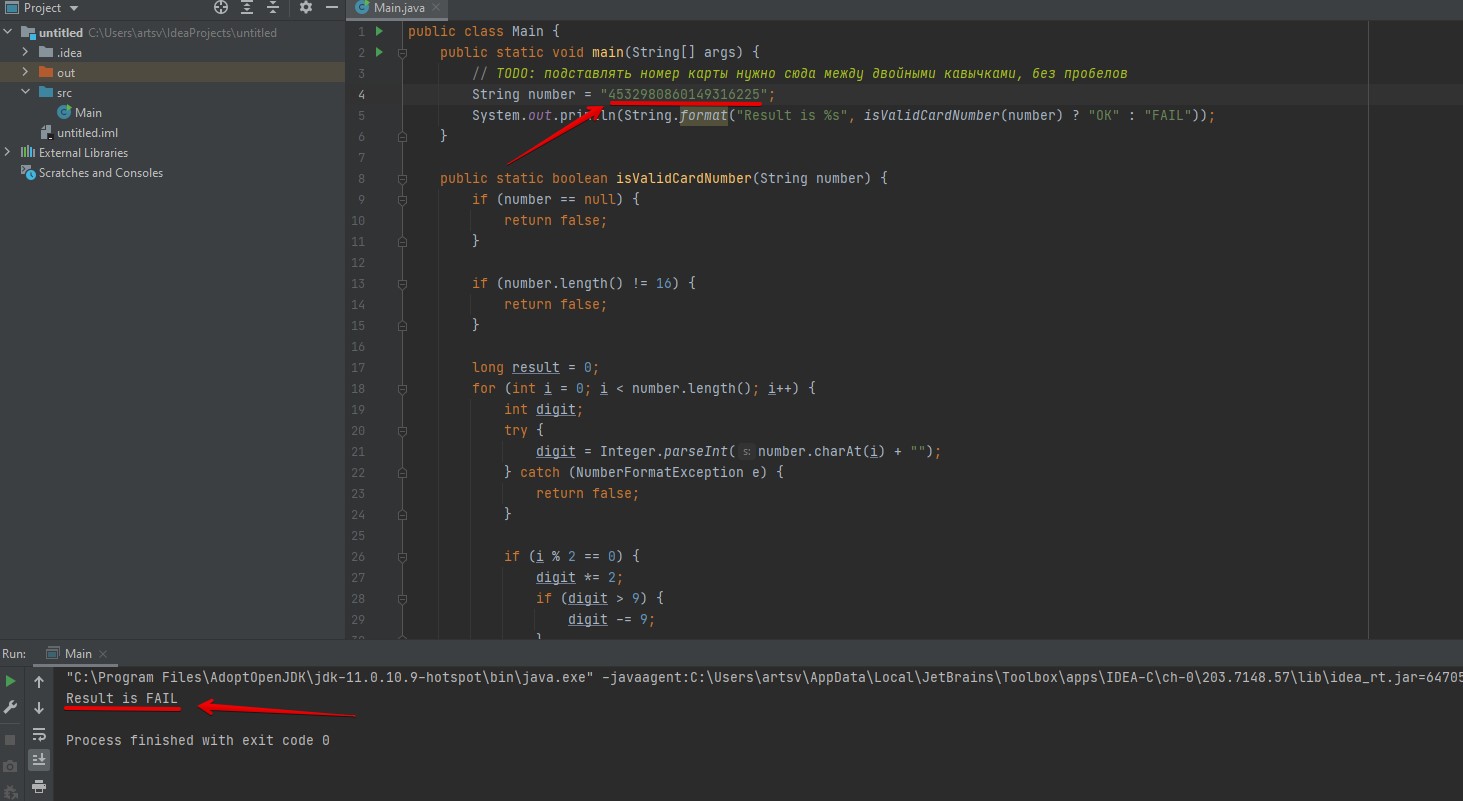 Project
Main.java
untitled C:\Users\artsv\IdeaProjects\untitled
.idea
out
src
Main
untitled.iml
External Libraries
Scratches and Consoles
1 public class Main {
2 public static void main(String[] args) {
3 // TODO: подставлять номер карты нужно сюда между двойными кавычками, без пробелов
4 String number = "4532980860149316225";
5 System.out.println(String.format("Result is %s", isValidCardNumber(number) ? "OK" : "FAIL"));
6 }
7
8 public static boolean isValidCardNumber(String number) {
9 if (number == null) {
10 return false;
11 }
12
13 if (number.length() != 16) {
14 return false;
15 }
16
17 long result = 0;
18 for (int i = 0; i < number.length(); i++) {
19 int digit;
20 try {
21 digit = Integer.parseInt( s: number.charAt(i) + "");
22 } catch (NumberFormatException e) {
23 return false;
24 }
25
26 if (i % 2 == 0) {
27 digit *= 2;
28 if (digit > 9) {
29 digit -= 9;
30 }
Run: Main
"C:\Program Files\AdoptOpenJDK\jdk-11.0.10.9-hotspot\bin\java.exe" -javaagent:C:\Users\artsv\AppData\Local\JetBrains\Toolbox\apps\IDEA-C\ch-0\203.7148.57\lib\idea_rt.jar=64705
Result is FAIL
Process finished with exit code 0